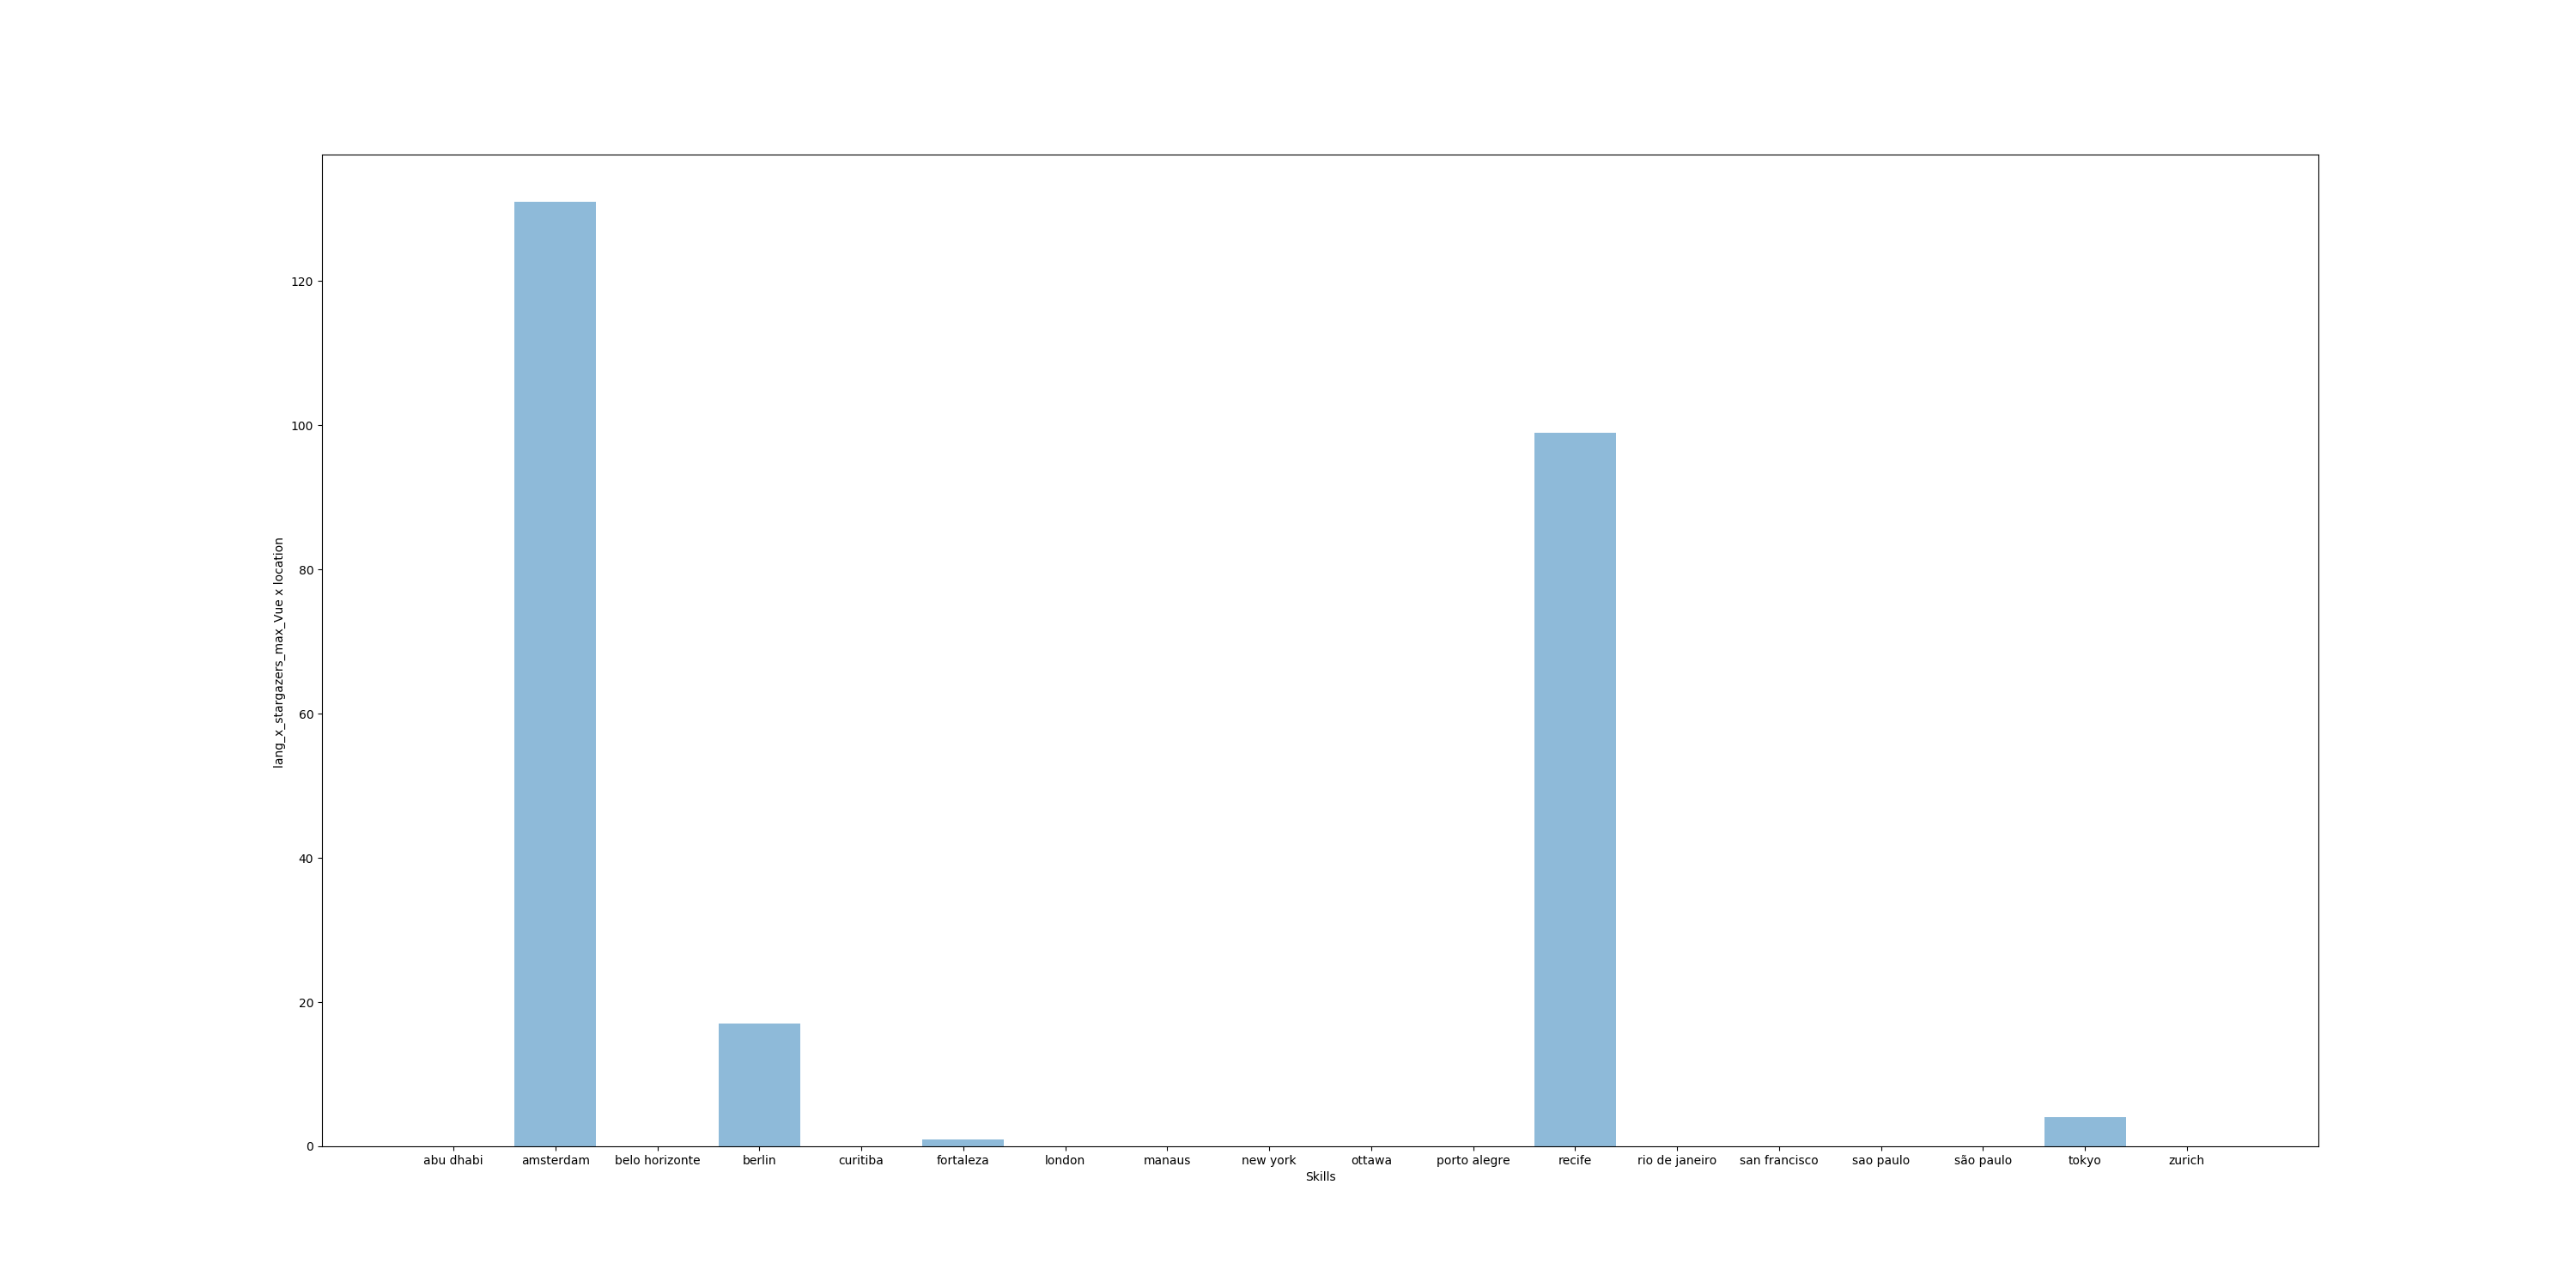 120
100
80
60
40
20
0
lang_x_stargazers_max_Vue x location
abu dhabi amsterdam belo horizonte berlin curitiba fortaleza london manaus new york ottawa porto alegre recife rio de janeiro san francisco sao paulo são paulo tokyo zurich
Skills